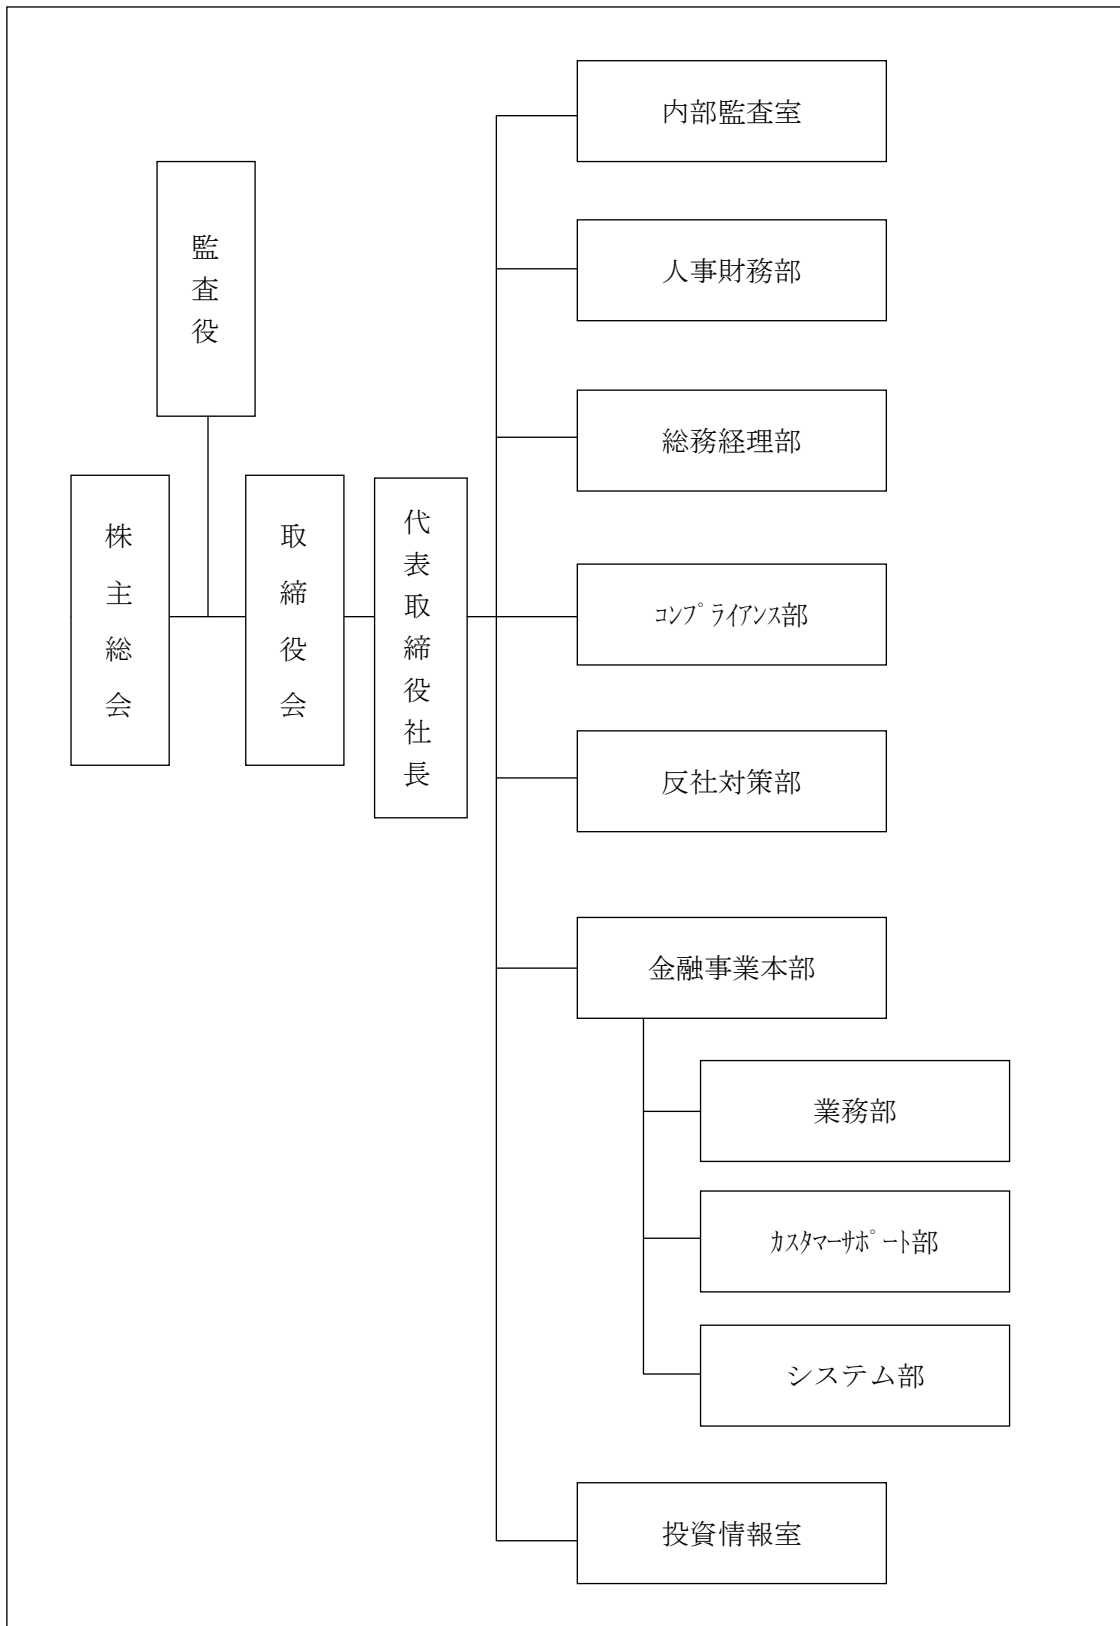 内部監査室
監査役
人事財務部
総務経理部
株主総会
取締役会
代表取締役社長
ｺﾝﾌﾟﾗｲｱﾝｽ部
反社対策部
金融事業本部
業務部
ｶｽﾀﾏｰｻﾎﾟｰﾄ部
システム部
投資情報室